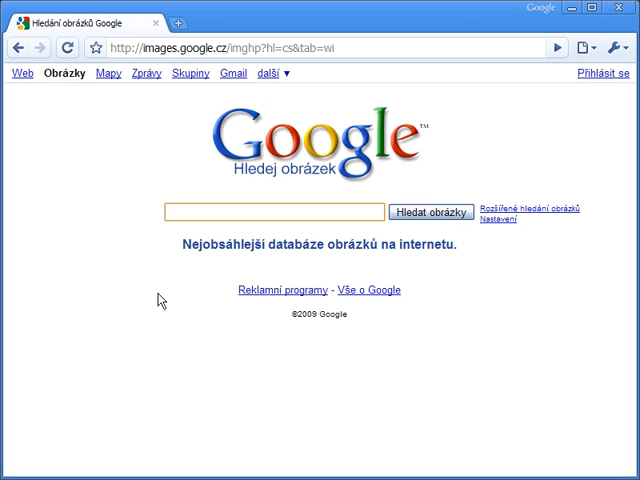 Google
Hledání obrázků Google
http://images.google.cz/imghp?hl=cs&tab=wi
Web Obrázky Mapy Zprávy Skupiny Gmail další ▼ Přihlásit se
Google™
Hledej obrázek
Hledat obrázky
Rozšířené hledání obrázků
Nastavení
Nejobsáhlejší databáze obrázků na internetu.
Reklamní programy - Vše o Google
©2009 Google